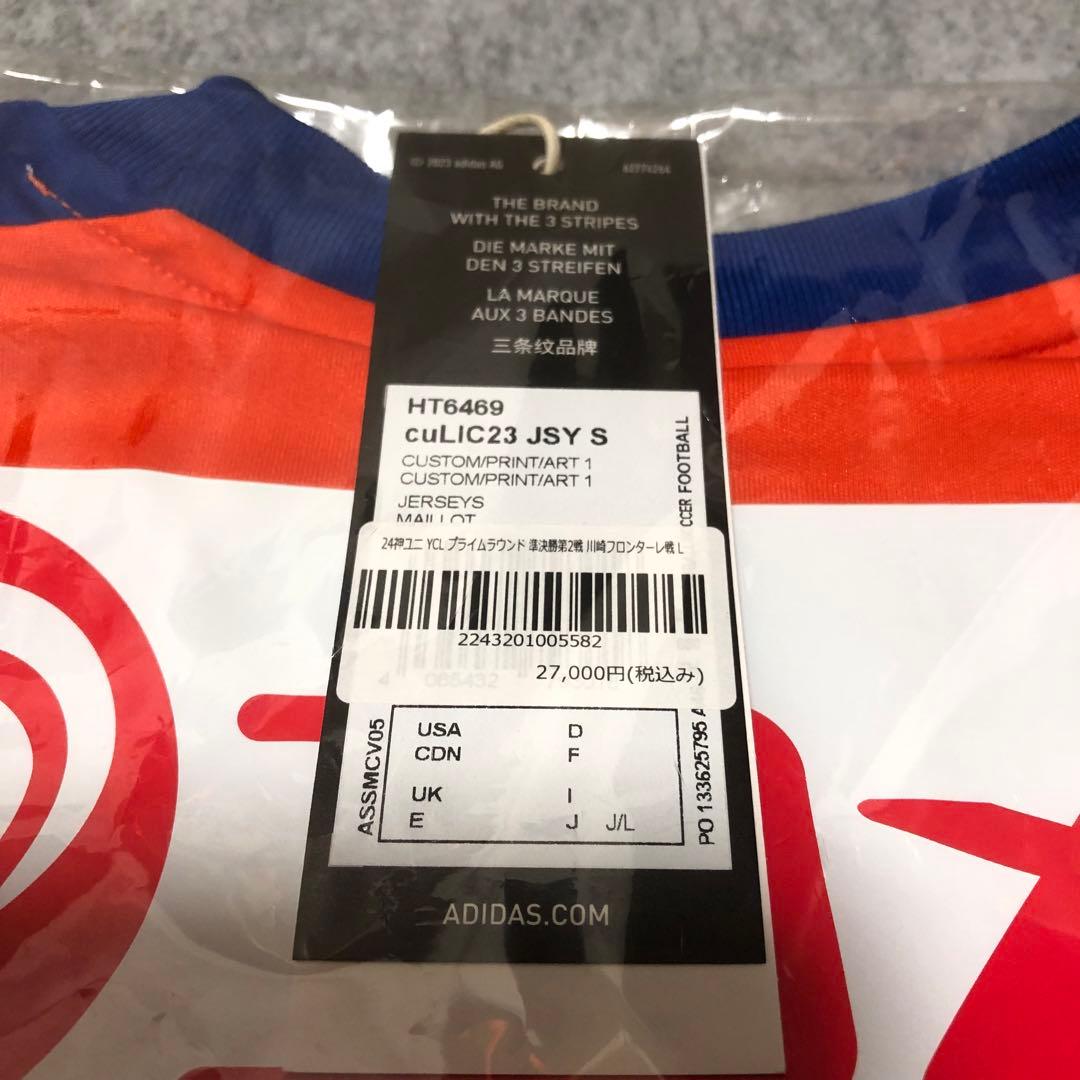 © 2023 adidas AG
THE BRAND
WITH THE 3 STRIPES
DIE MARKE MIT
DEN 3 STREIFEN
LA MARQUE
AUX 3 BANDES
三条纹品牌
HT6469
cuLIC23 JSY S
CUSTOM/PRINT/ART 1
CUSTOM/PRINT/ART 1
JERSEYS
MAILLOT
FOOTBALL
24神ユニ YCL プライムラウンド 準決勝第2戦 川崎フロンターレ戦 L
2243201005582
27,000円(税込み)
4 065432
ASSMCV05
USA D
CDN F
UK I
E J J/L
PO 133625795
ADIDAS.COM